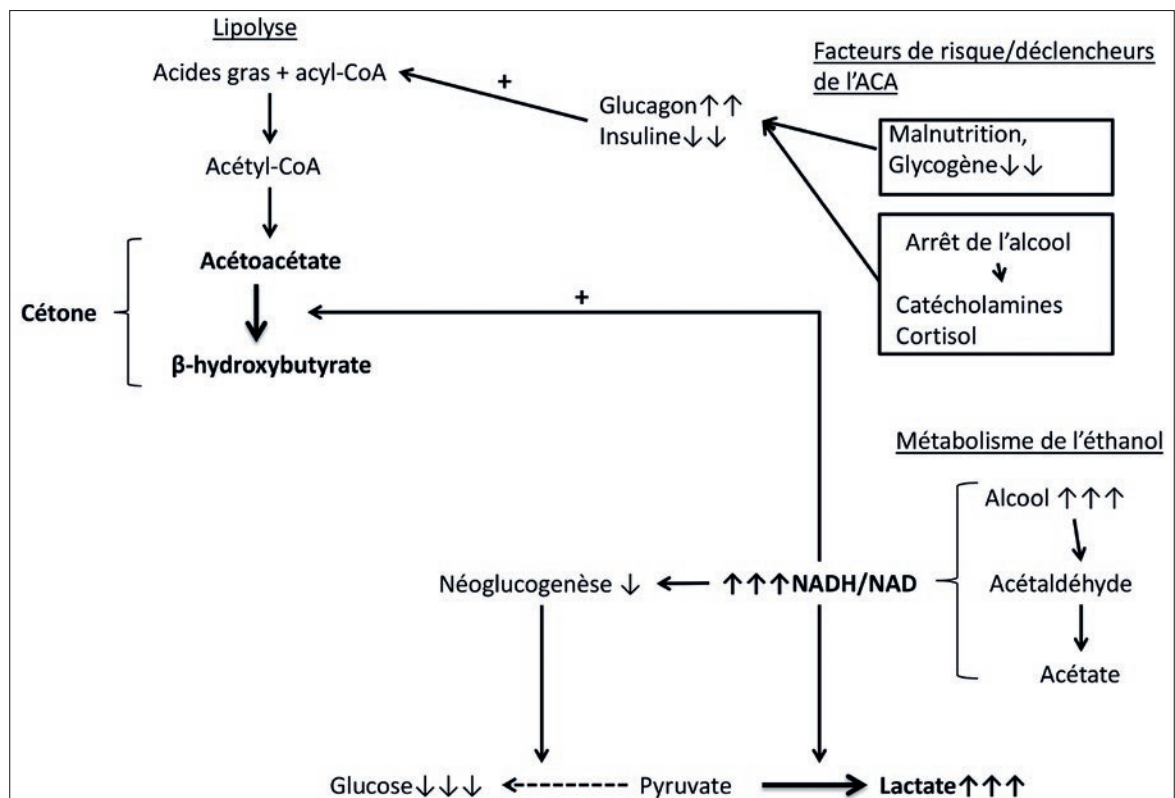 Lipolyse
Acides gras + acyl-CoA
Acétyl-CoA
Cétone
Acétoacétate
β-hydroxybutyrate
+
Glucagon↑↑
Insuline↓↓
Facteurs de risque/déclencheurs
de l’ACA
Malnutrition,
Glycogène↓↓
Arrêt de l’alcool
Catécholamines
Cortisol
+
Métabolisme de l’éthanol
Alcool ↑↑↑
Acétaldéhyde
Acétate
↑↑↑NADH/NAD
Néoglucogenèse ↓
Glucose↓↓↓
Pyruvate
Lactate↑↑↑